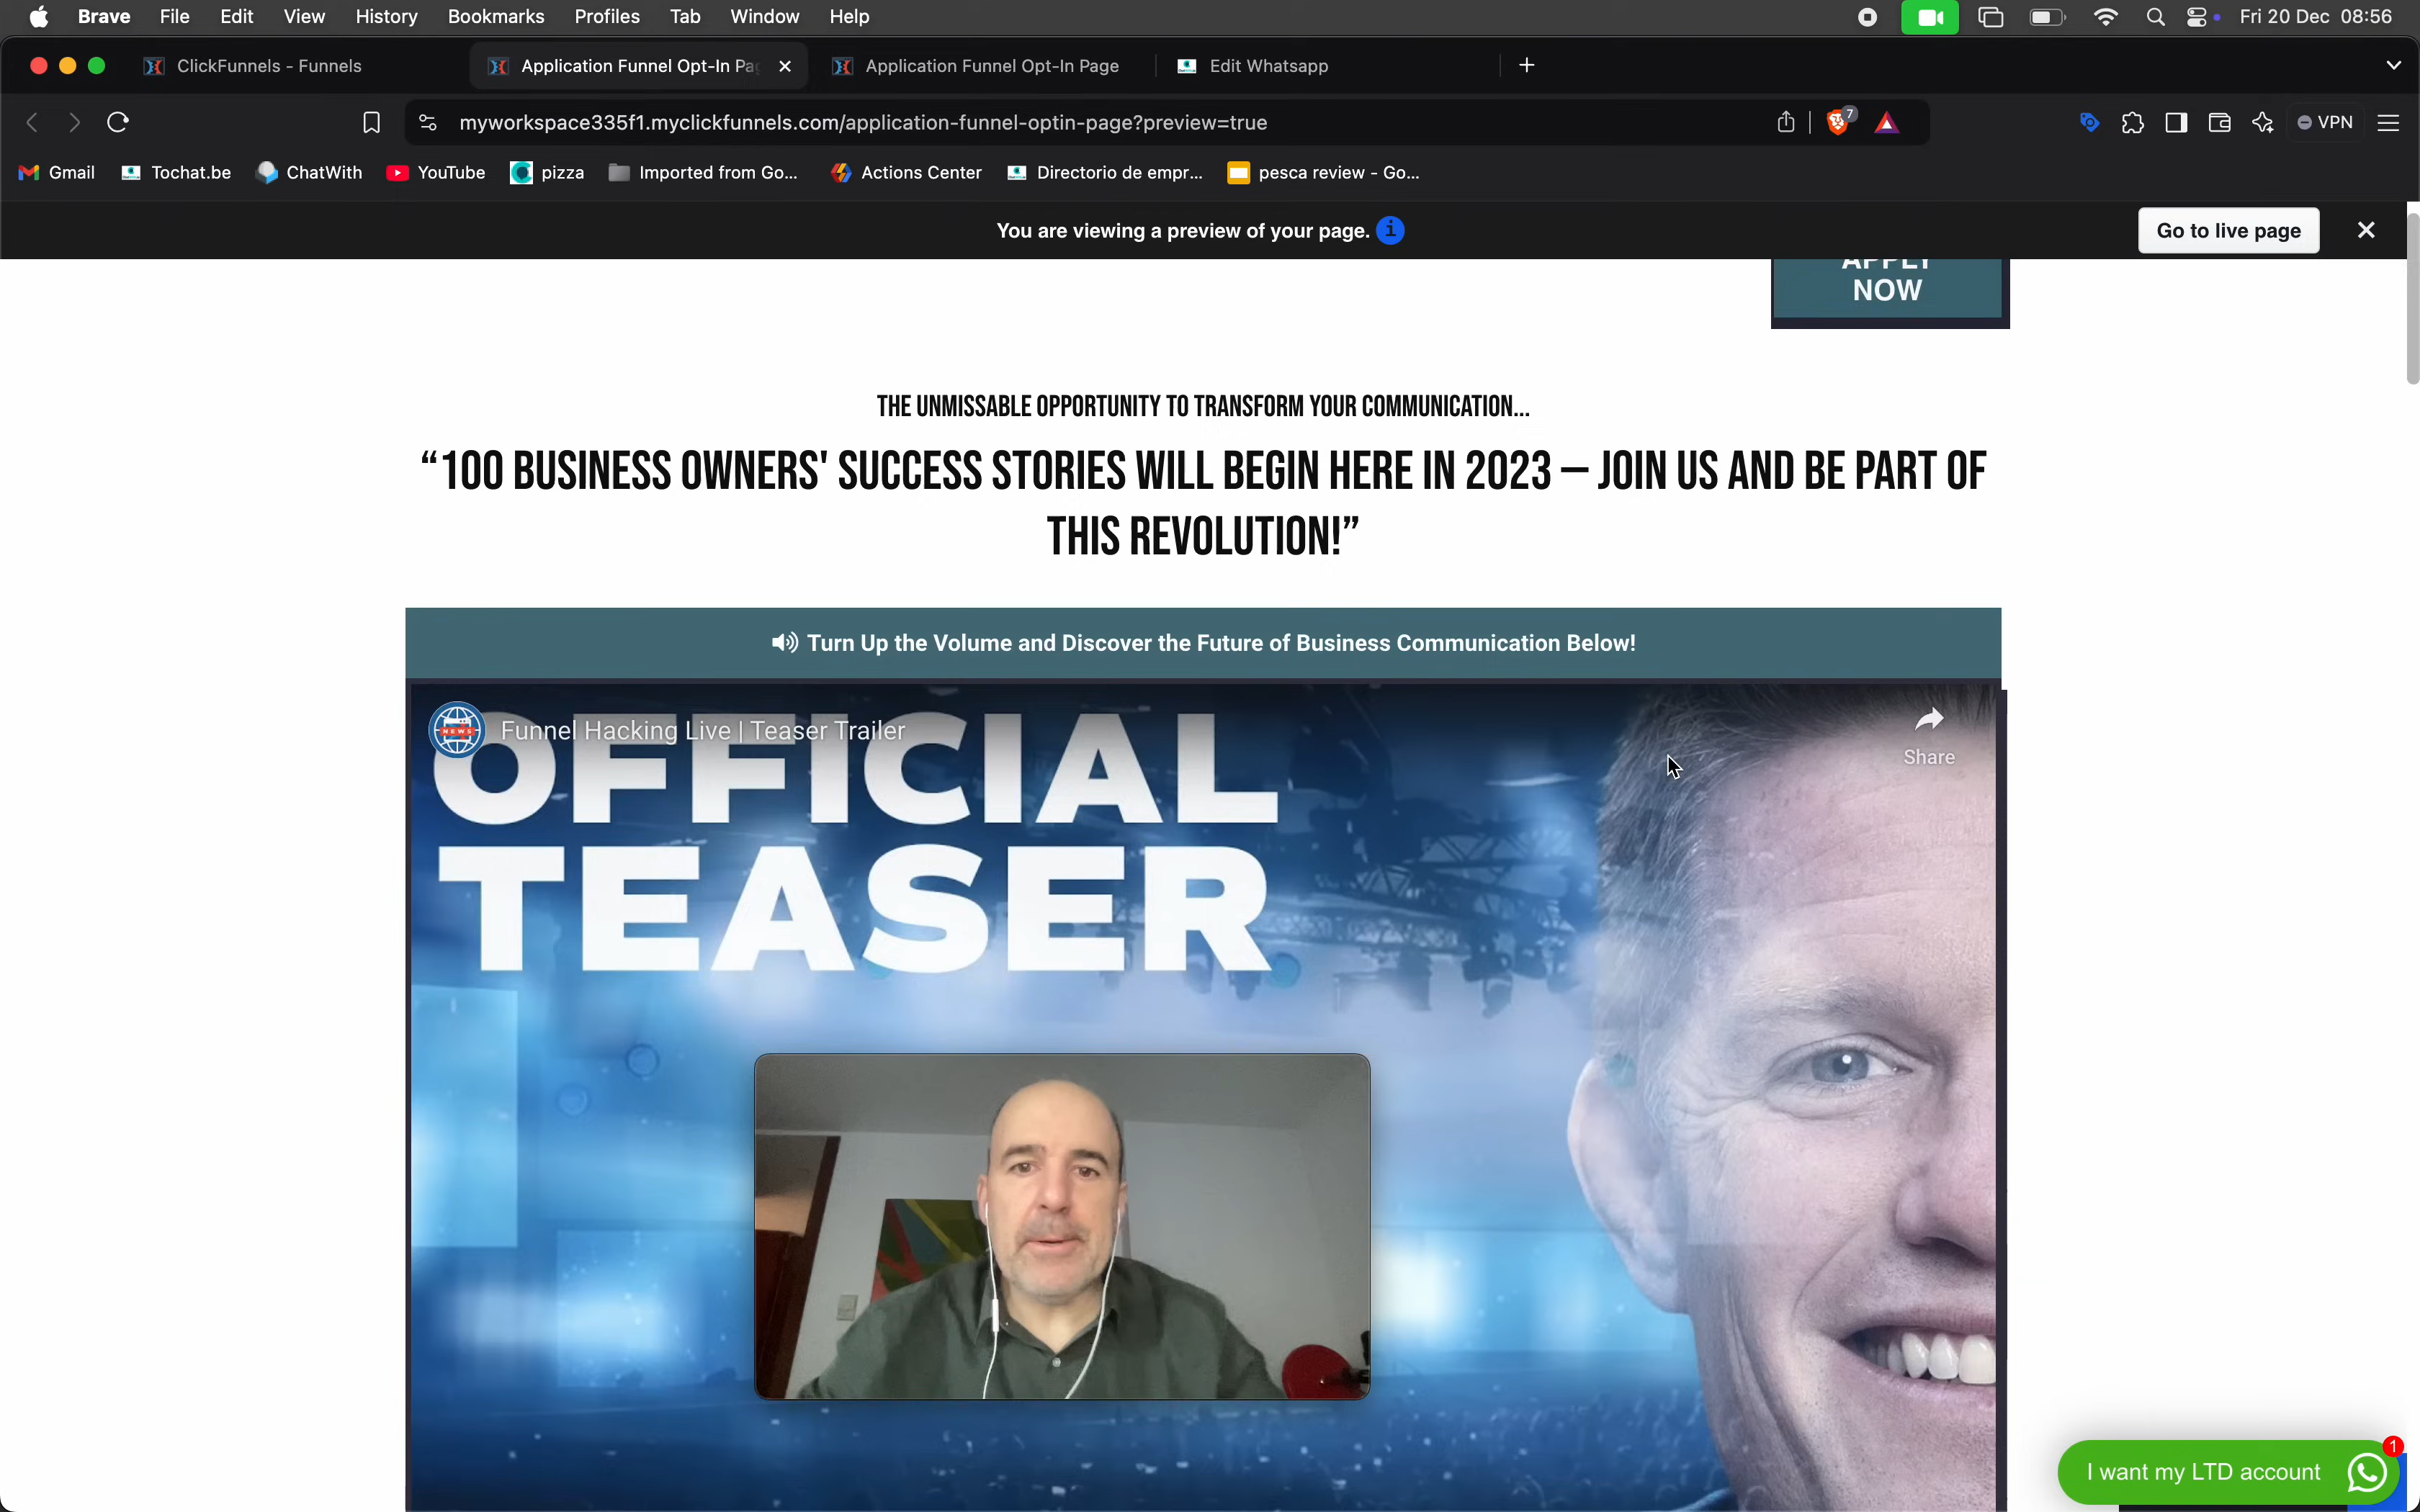 Brave File Edit View History Bookmarks Profiles Tab Window Help Fri 20 Dec 08:56
ClickFunnels - Funnels Application Funnel Opt-In Pa Application Funnel Opt-In Page Edit Whatsapp
myworkspace335f1.myclickfunnels.com/application-funnel-optin-page?preview=true 7 VPN
Gmail Tochat.be ChatWith YouTube pizza Imported from Go... Actions Center Directorio de empr... pesca review - Go...
You are viewing a preview of your page. i Go to live page
APPLY
NOW
THE UNMISSABLE OPPORTUNITY TO TRANSFORM YOUR COMMUNICATION...
“100 BUSINESS OWNERS' SUCCESS STORIES WILL BEGIN HERE IN 2023 — JOIN US AND BE PART OF
THIS REVOLUTION!”
Turn Up the Volume and Discover the Future of Business Communication Below!
NEWS Funnel Hacking Live | Teaser Trailer
Share
OFFICIAL
TEASER
1
I want my LTD account